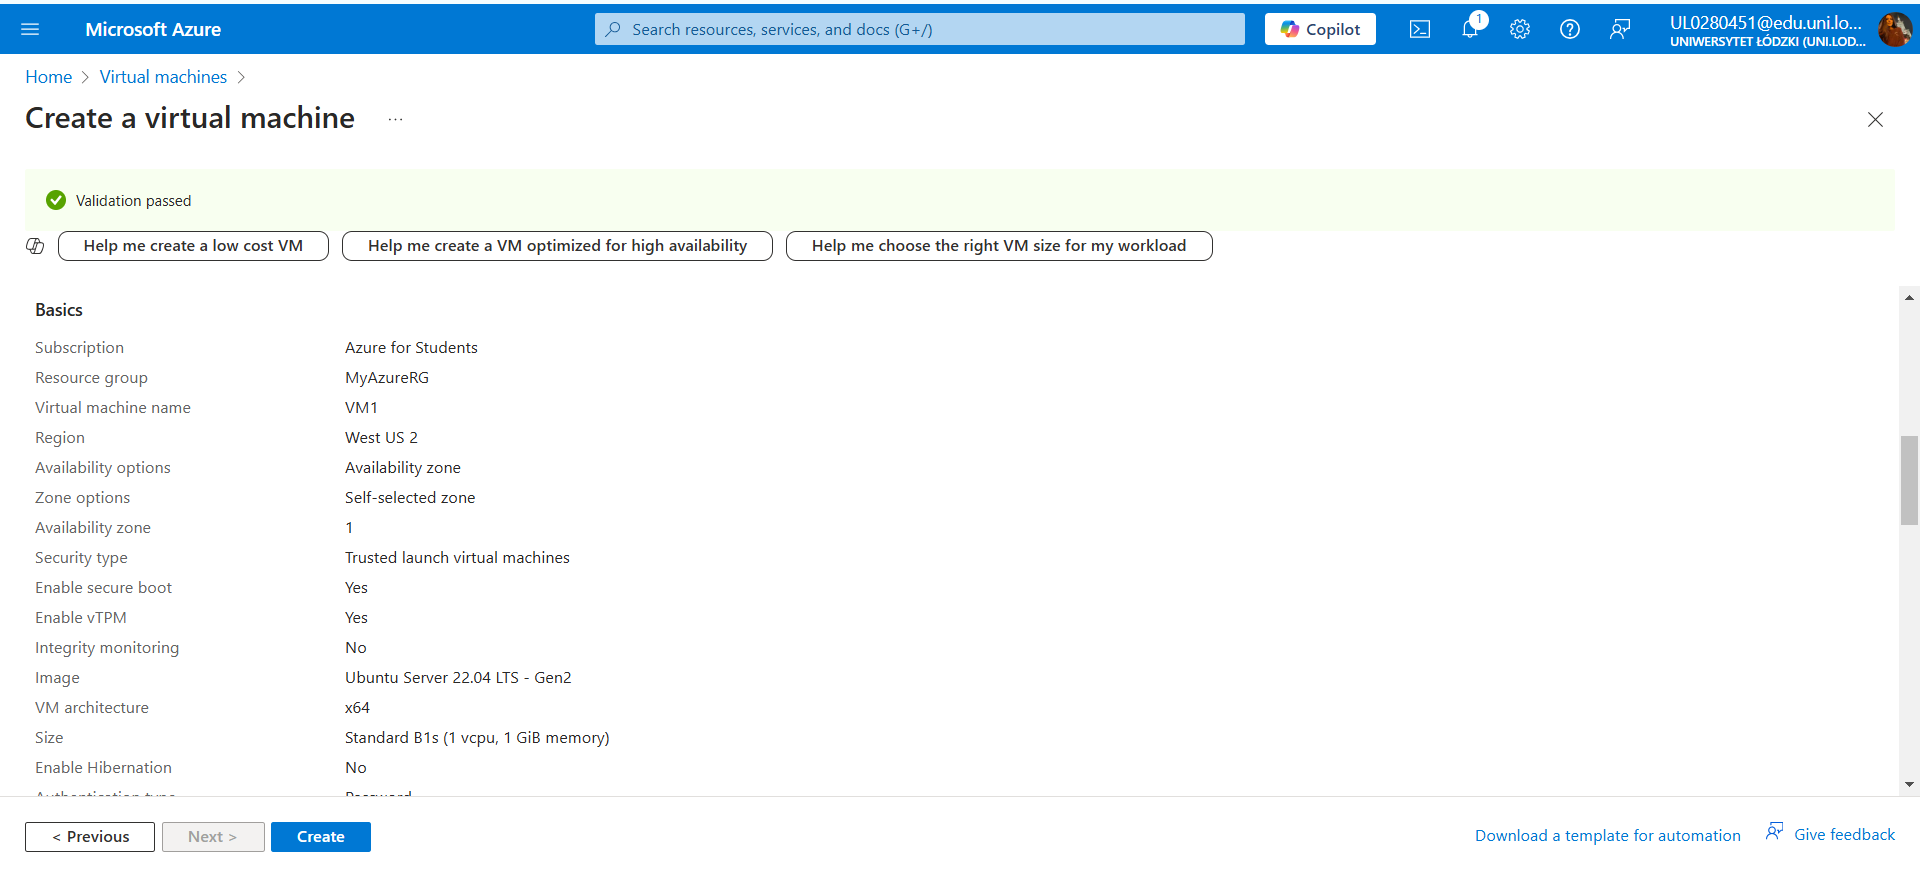 Microsoft Azure
Search resources, services, and docs (G+/)
Copilot
1
UL0280451@edu.uni.lo...
UNIWERSYTET ŁÓDZKI (UNI.LOD...
Home > Virtual machines >
Create a virtual machine ...
Validation passed
Help me create a low cost VM
Help me create a VM optimized for high availability
Help me choose the right VM size for my workload
Basics
Subscription Azure for Students
Resource group MyAzureRG
Virtual machine name VM1
Region West US 2
Availability options Availability zone
Zone options Self-selected zone
Availability zone 1
Security type Trusted launch virtual machines
Enable secure boot Yes
Enable vTPM Yes
Integrity monitoring No
Image Ubuntu Server 22.04 LTS - Gen2
VM architecture x64
Size Standard B1s (1 vcpu, 1 GiB memory)
Enable Hibernation No
Authentication type Password
< Previous
Next >
Create
Download a template for automation
Give feedback